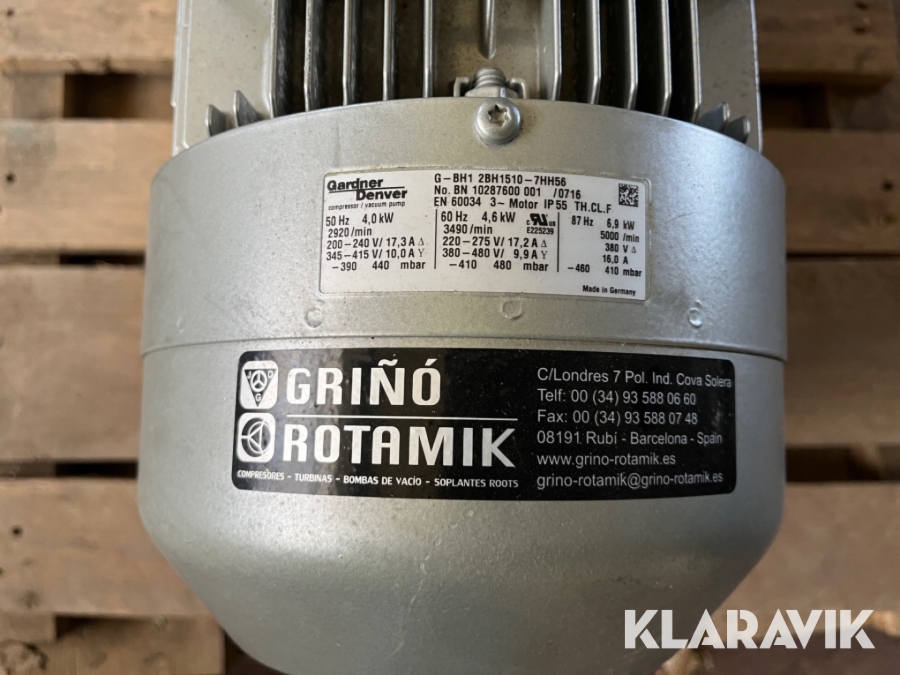 Gardner
Denver
compressor / vacuum pump
G-BH1 2BH1510-7HH56
No. BN 10287600 001 /0716
EN 60034 3~ Motor IP55 TH.CL.F
50 Hz 4,0 kW
2920/min
200-240 V/ 17,3 A Δ
345-415 V/ 10,0 A Y
-390 440 mbar
60 Hz 4,6 kW
3490/min
220-275 V/ 17,2 A Δ
380-480 V/ 9,9 A Y
-410 480 mbar
c us
E225239
87 Hz 6,9 kW
5000 /min
380 V Δ
16,0 A
-460 410 mbar
Made in Germany
GRIÑÓ
ROTAMIK
COMPRESORES - TURBINAS - BOMBAS DE VACÍO - SOPLANTES ROOTS
C/Londres 7 Pol. Ind. Cova Solera
Telf: 00 (34) 93 588 06 60
Fax: 00 (34) 93 588 07 48
08191 Rubí - Barcelona - Spain
www.grino-rotamik.es
grino-rotamik@grino-rotamik.es
KLARAVIK